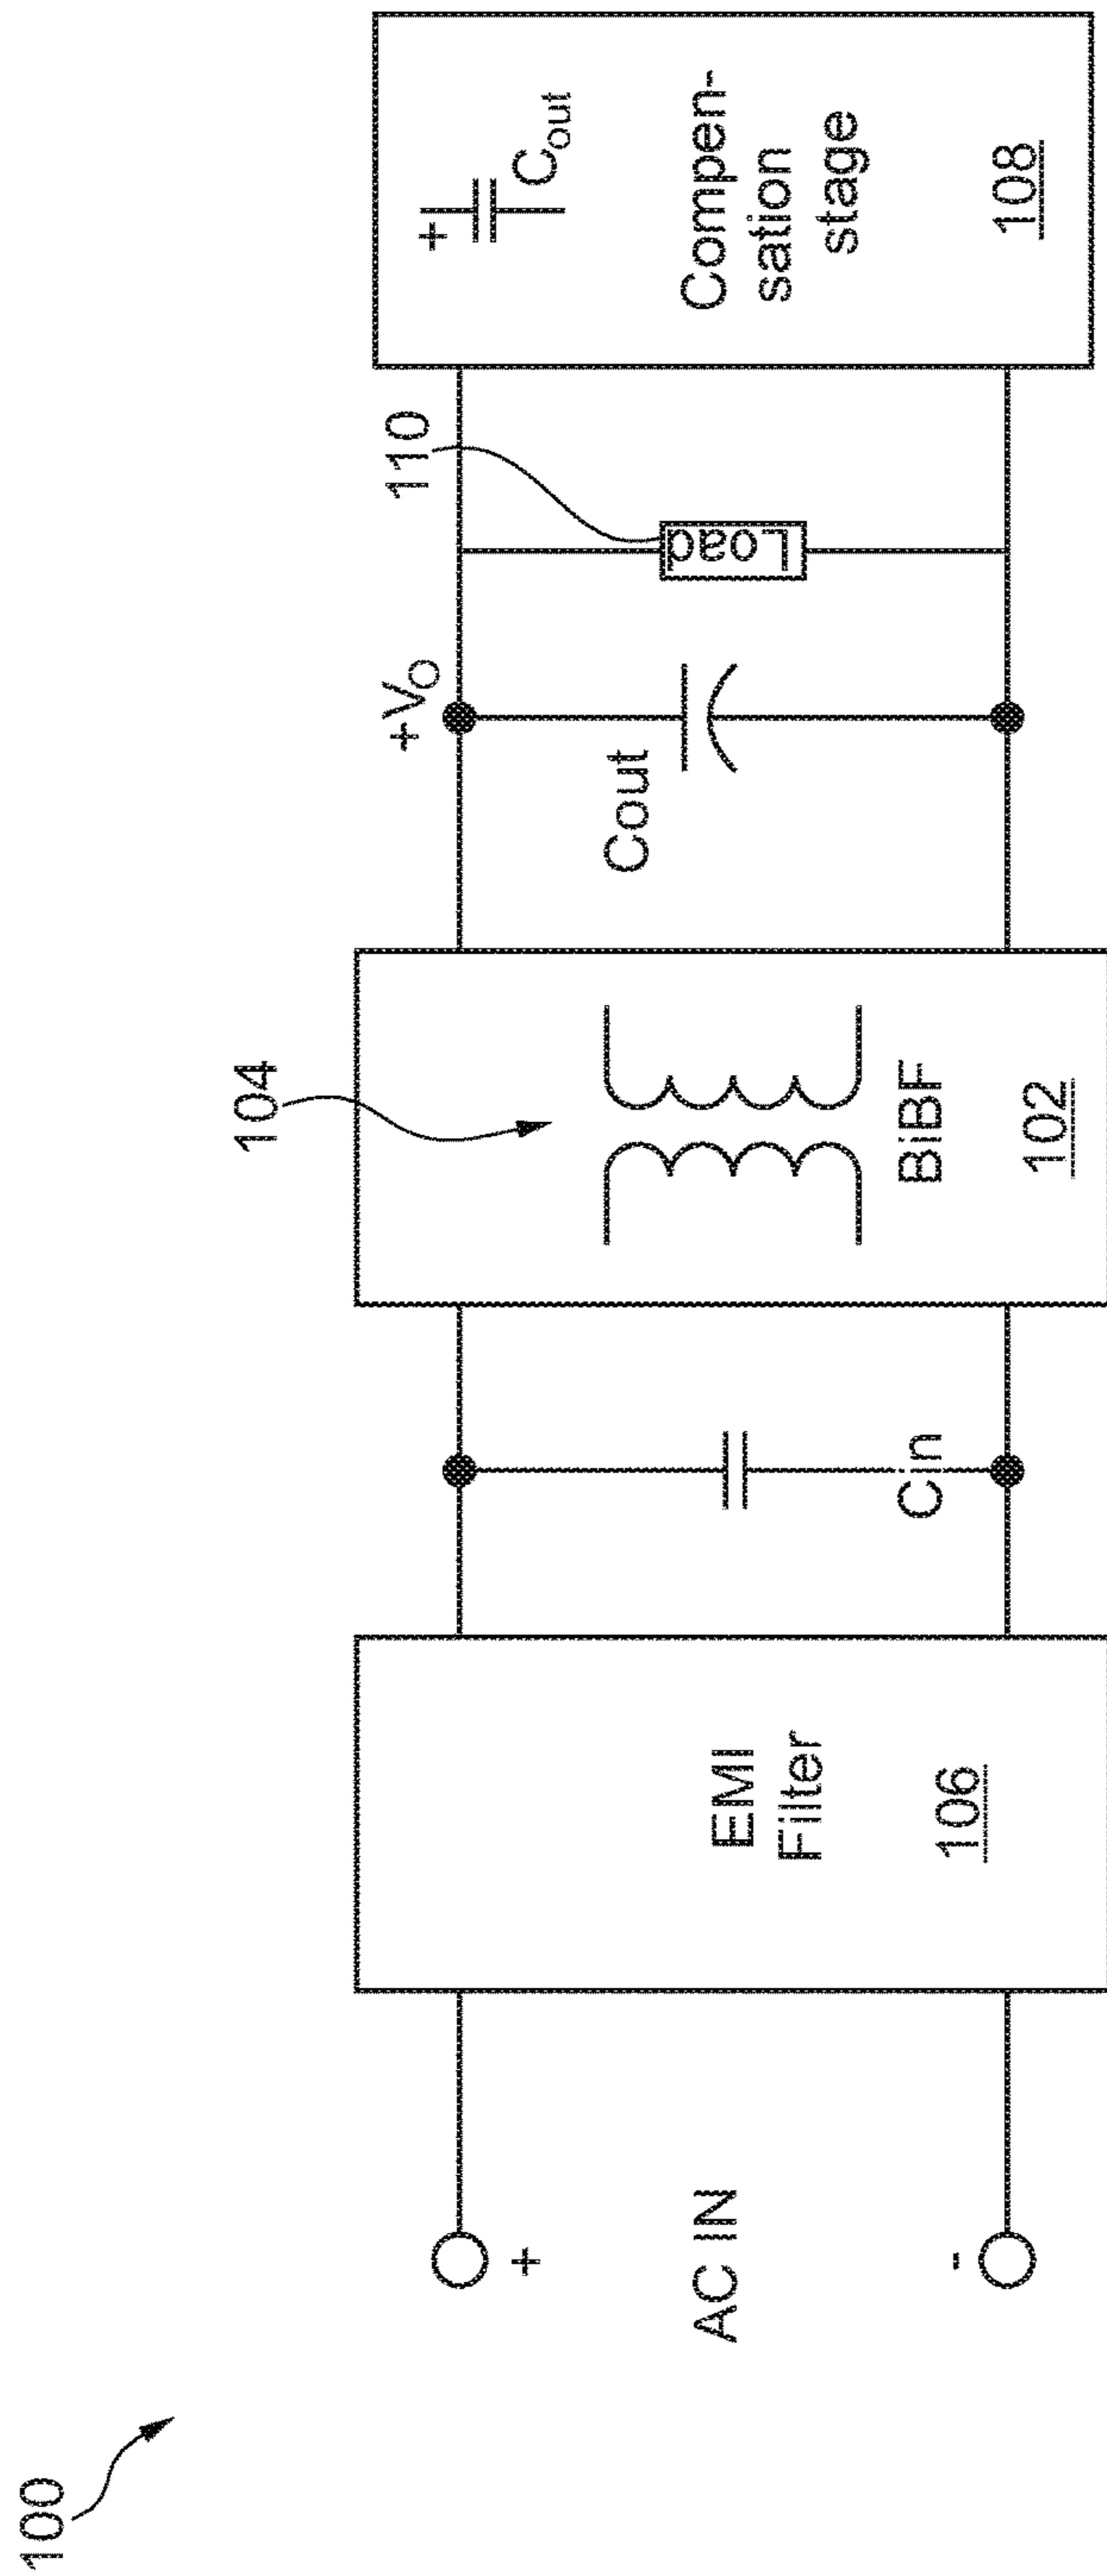 100
+
AC IN
-
EMI
Filter
106
Cin
104
BiBF
102
+VO
Cout
110
Load
+
Cout
Compen-
sation
stage
108